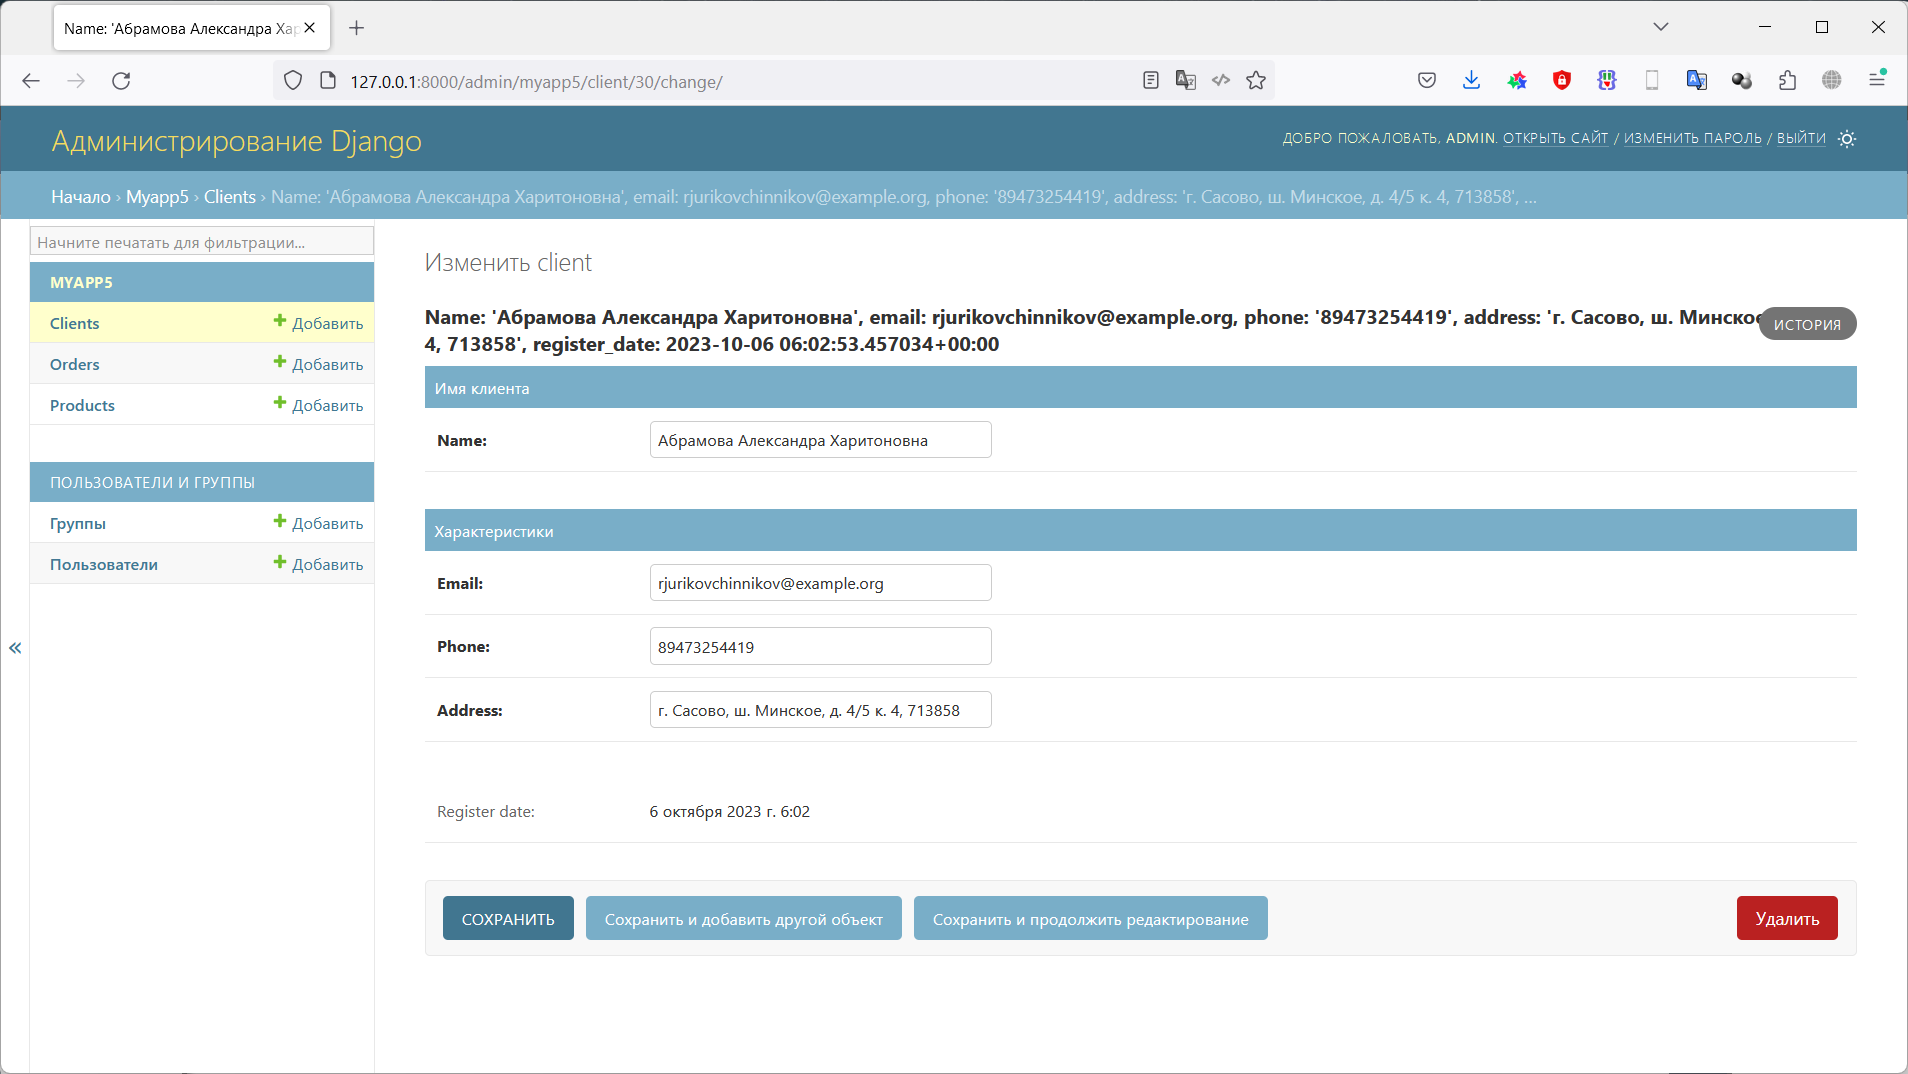 Name: 'Абрамова Александра Хар
127.0.0.1:8000/admin/myapp5/client/30/change/
Администрирование Django
ДОБРО ПОЖАЛОВАТЬ, ADMIN. ОТКРЫТЬ САЙТ / ИЗМЕНИТЬ ПАРОЛЬ / ВЫЙТИ
Начало › Myapp5 › Clients › Name: 'Абрамова Александра Харитоновна', email: rjurikovchinnikov@example.org, phone: '89473254419', address: 'г. Сасово, ш. Минское, д. 4/5 к. 4, 713858', ...
Начните печатать для фильтрации...
MYAPP5
Clients Добавить
Orders Добавить
Products Добавить
ПОЛЬЗОВАТЕЛИ И ГРУППЫ
Группы Добавить
Пользователи Добавить
«
Изменить client
Name: 'Абрамова Александра Харитоновна', email: rjurikovchinnikov@example.org, phone: '89473254419', address: 'г. Сасово, ш. Минское
4, 713858', register_date: 2023-10-06 06:02:53.457034+00:00
ИСТОРИЯ
Имя клиента
Name: Абрамова Александра Харитоновна
Характеристики
Email: rjurikovchinnikov@example.org
Phone: 89473254419
Address: г. Сасово, ш. Минское, д. 4/5 к. 4, 713858
Register date: 6 октября 2023 г. 6:02
СОХРАНИТЬ Сохранить и добавить другой объект Сохранить и продолжить редактирование Удалить